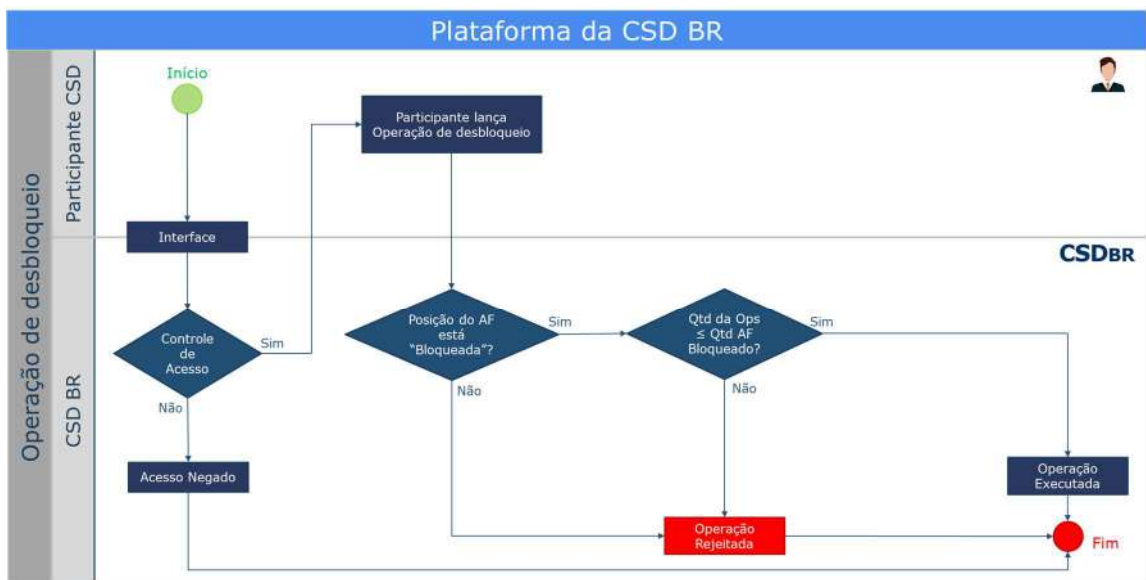 Plataforma da CSD BR
Operação de desbloqueio
Participante CSD
CSD BR
Início
Participante lança
Operação de desbloqueio
Interface
CSDBR
Controle
de
Acesso
Sim
Não
Posição do AF
está
"Bloqueada"?
Sim
Não
Qtd da Ops
≤ Qtd AF
Bloqueado?
Sim
Não
Acesso Negado
Operação
Executada
Operação
Rejeitada
Fim